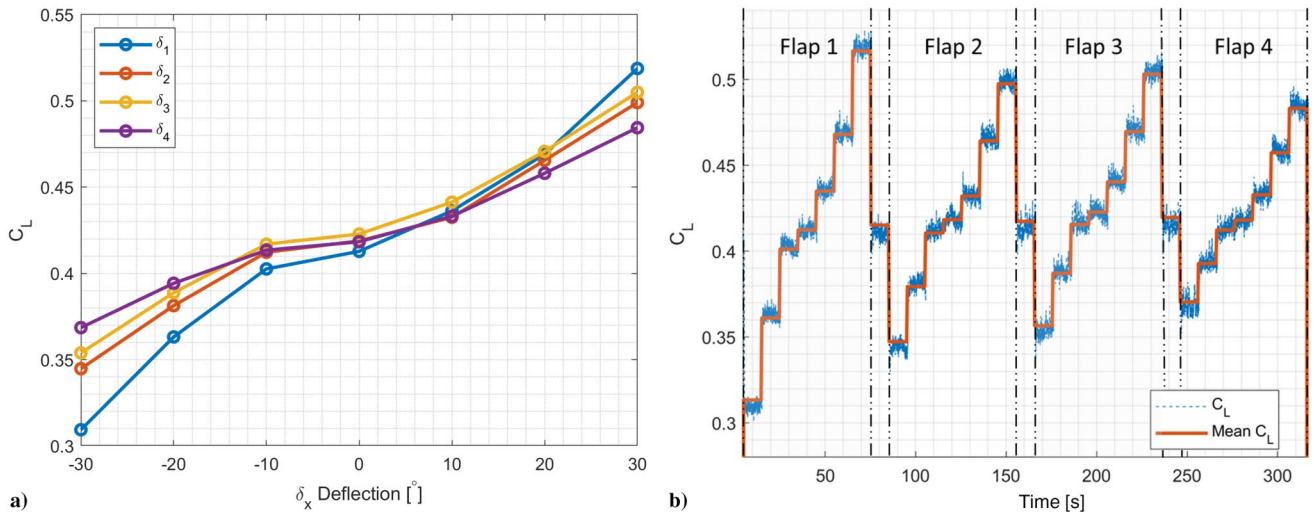 0.55
0.5
0.45
0.4
0.35
0.3
C_L
δ_1
δ_2
δ_3
δ_4
-30 -20 -10 0 10 20 30
δ_x Deflection [°]
a)
Flap 1 Flap 2 Flap 3 Flap 4
0.5
0.45
0.4
0.35
0.3
C_L
C_L
Mean C_L
50 100 150 200 250 300
Time [s]
b)